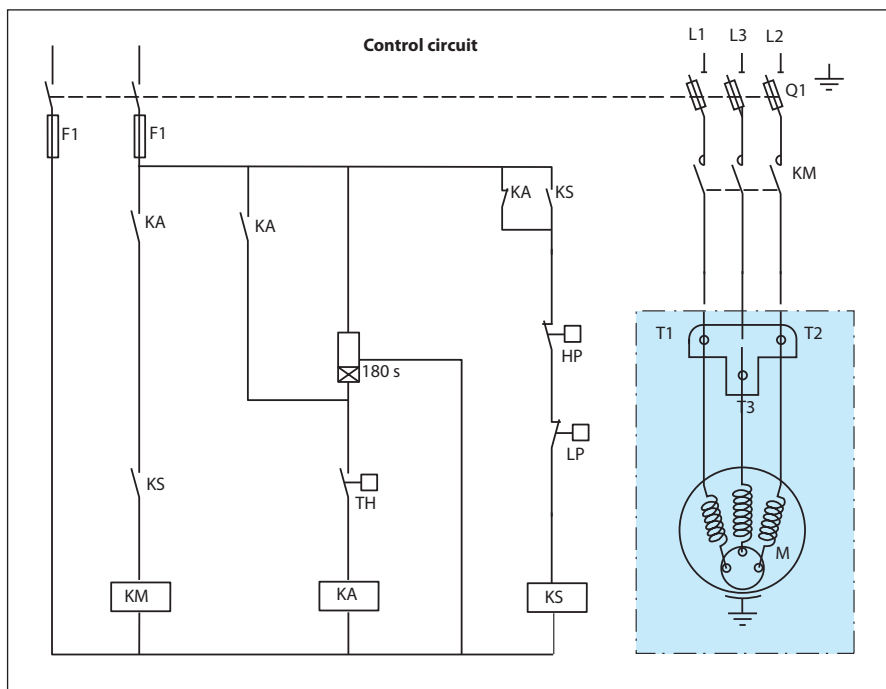 Control circuit
L1 L3 L2
Q1
F1 F1
KM
KA KA KA KS
T1 T2
HP
180 s
T3
LP
KS TH
M
KM KA KS